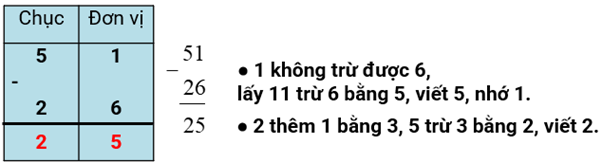 Chục Đơn vị
5 1
-
2 6
2 5
51
−
26
25
● 1 không trừ được 6,
lấy 11 trừ 6 bằng 5, viết 5, nhớ 1.
● 2 thêm 1 bằng 3, 5 trừ 3 bằng 2, viết 2.